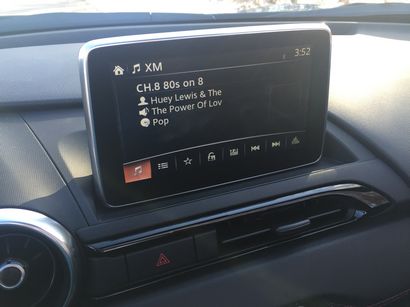 XM
3:52
CH.8 80s on 8
Huey Lewis & The
The Power Of Lov
Pop